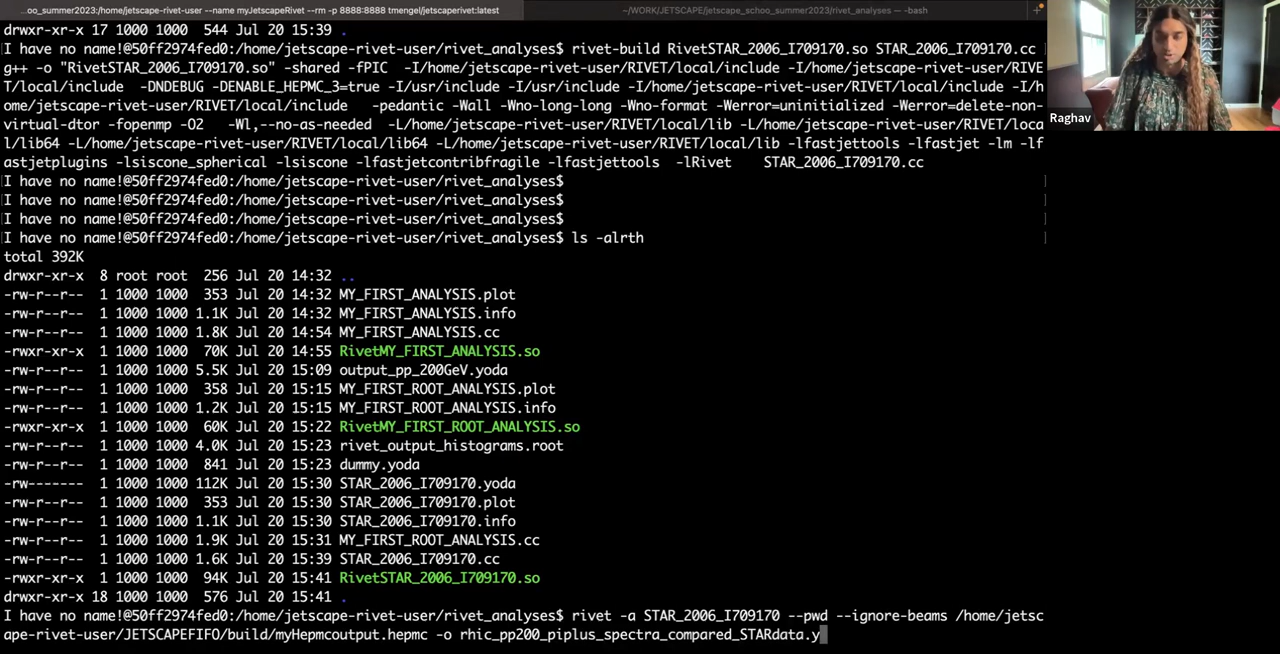 ...oo_summer2023:/home/jetscape-rivet-user --name myJetscapeRivet --rm -p 8888:8888 tmengel/jetscaperivet:latest
~/WORK/JETSCAPE/jetscape_schoo_summer2023/rivet_analyses — -bash
drwxr-xr-x 17 1000 1000  544 Jul 20 15:39 .
I have no name!@50ff2974fed0:/home/jetscape-rivet-user/rivet_analyses$ rivet-build RivetSTAR_2006_I709170.so STAR_2006_I709170.cc
g++ -o "RivetSTAR_2006_I709170.so" -shared -fPIC  -I/home/jetscape-rivet-user/RIVET/local/include -I/home/jetscape-rivet-user/RIVE
T/local/include  -DNDEBUG -DENABLE_HEPMC_3=true -I/usr/include -I/usr/include -I/home/jetscape-rivet-user/RIVET/local/include -I/h
ome/jetscape-rivet-user/RIVET/local/include   -pedantic -Wall -Wno-long-long -Wno-format -Werror=uninitialized -Werror=delete-non-
virtual-dtor -fopenmp -O2  -Wl,--no-as-needed  -L/home/jetscape-rivet-user/RIVET/local/lib -L/home/jetscape-rivet-user/RIVET/loca
l/lib64 -L/home/jetscape-rivet-user/RIVET/local/lib64 -L/home/jetscape-rivet-user/RIVET/local/lib -lfastjettools -lfastjet -lm -lf
astjetplugins -lsiscone_spherical -lsiscone -lfastjetcontribfragile -lfastjettools  -lRivet    STAR_2006_I709170.cc
I have no name!@50ff2974fed0:/home/jetscape-rivet-user/rivet_analyses$
I have no name!@50ff2974fed0:/home/jetscape-rivet-user/rivet_analyses$
I have no name!@50ff2974fed0:/home/jetscape-rivet-user/rivet_analyses$
I have no name!@50ff2974fed0:/home/jetscape-rivet-user/rivet_analyses$ ls -alrth
total 392K
drwxr-xr-x  8 root root  256 Jul 20 14:32 ..
-rw-r--r--  1 1000 1000  353 Jul 20 14:32 MY_FIRST_ANALYSIS.plot
-rw-r--r--  1 1000 1000 1.1K Jul 20 14:32 MY_FIRST_ANALYSIS.info
-rw-r--r--  1 1000 1000 1.8K Jul 20 14:54 MY_FIRST_ANALYSIS.cc
-rwxr-xr-x  1 1000 1000  70K Jul 20 14:55 RivetMY_FIRST_ANALYSIS.so
-rw-r--r--  1 1000 1000 5.5K Jul 20 15:09 output_pp_200GeV.yoda
-rw-r--r--  1 1000 1000  358 Jul 20 15:15 MY_FIRST_ROOT_ANALYSIS.plot
-rw-r--r--  1 1000 1000 1.2K Jul 20 15:15 MY_FIRST_ROOT_ANALYSIS.info
-rwxr-xr-x  1 1000 1000  60K Jul 20 15:22 RivetMY_FIRST_ROOT_ANALYSIS.so
-rw-r--r--  1 1000 1000 4.0K Jul 20 15:23 rivet_output_histograms.root
-rw-r--r--  1 1000 1000  841 Jul 20 15:23 dummy.yoda
-rw-------  1 1000 1000 112K Jul 20 15:30 STAR_2006_I709170.yoda
-rw-r--r--  1 1000 1000  353 Jul 20 15:30 STAR_2006_I709170.plot
-rw-r--r--  1 1000 1000 1.1K Jul 20 15:30 STAR_2006_I709170.info
-rw-r--r--  1 1000 1000 1.9K Jul 20 15:31 MY_FIRST_ROOT_ANALYSIS.cc
-rw-r--r--  1 1000 1000 1.6K Jul 20 15:39 STAR_2006_I709170.cc
-rwxr-xr-x  1 1000 1000  94K Jul 20 15:41 RivetSTAR_2006_I709170.so
drwxr-xr-x 18 1000 1000  576 Jul 20 15:41 .
I have no name!@50ff2974fed0:/home/jetscape-rivet-user/rivet_analyses$ rivet -a STAR_2006_I709170 --pwd --ignore-beams /home/jetsc
ape-rivet-user/JETSCAPEFIFO/build/myHepmcoutput.hepmc -o rhic_pp200_piplus_spectra_compared_STARdata.y
Raghav